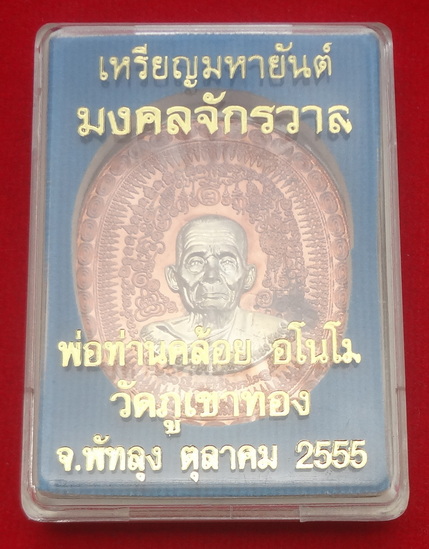 เหรียญมหายันต์
มงคลจักรวาล
พ่อท่านคล้อย อโนโม
วัดภูเขาทอง
จ.พัทลุง ตุลาคม 2555